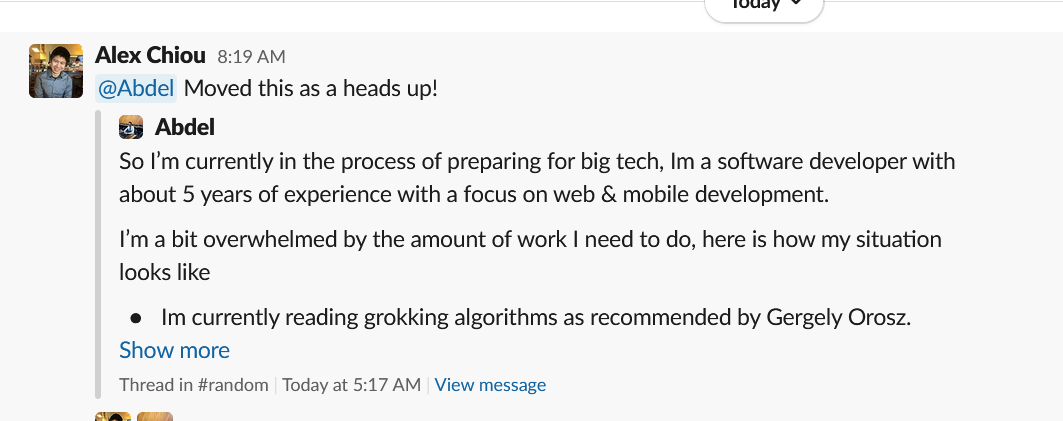 Today
Alex Chiou 8:19 AM
@Abdel Moved this as a heads up!
Abdel
So I’m currently in the process of preparing for big tech, Im a software developer with
about 5 years of experience with a focus on web & mobile development.
I’m a bit overwhelmed by the amount of work I need to do, here is how my situation
looks like
• Im currently reading grokking algorithms as recommended by Gergely Orosz.
Show more
Thread in #random | Today at 5:17 AM | View message